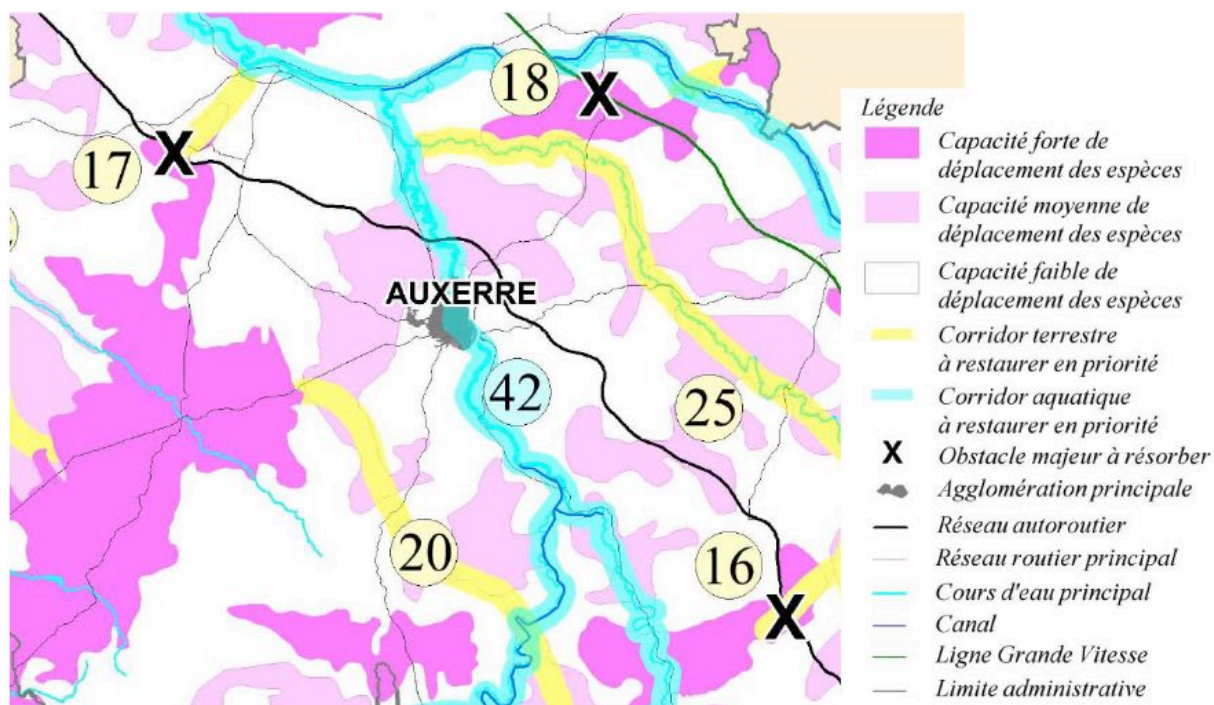 18
17
AUXERRE
42
25
20
16
Légende
Capacité forte de
déplacement des espèces
Capacité moyenne de
déplacement des espèces
Capacité faible de
déplacement des espèces
Corridor terrestre
à restaurer en priorité
Corridor aquatique
à restaurer en priorité
X Obstacle majeur à résorber
Agglomération principale
Réseau autoroutier
Réseau routier principal
Cours d'eau principal
Canal
Ligne Grande Vitesse
Limite administrative